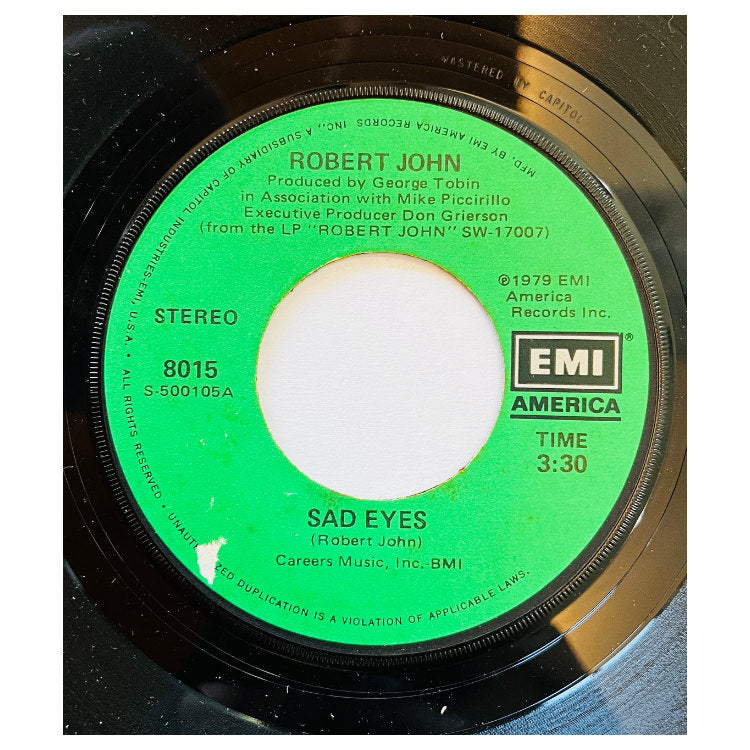 MASTERED BY CAPITOL
MFD. BY EMI AMERICA RECORDS, INC., A SUBSIDIARY OF CAPITOL INDUSTRIES-EMI, U.S.A. • ALL RIGHTS RESERVED • UNAUTHORIZED DUPLICATION IS A VIOLATION OF APPLICABLE LAWS.
ROBERT JOHN
Produced by George Tobin
in Association with Mike Piccirillo
Executive Producer Don Grierson
(from the LP "ROBERT JOHN" SW-17007)
℗1979 EMI
America
Records Inc.
STEREO
8015
S-500105A
EMI®
AMERICA
TIME
3:30
SAD EYES
(Robert John)
Careers Music, Inc.-BMI